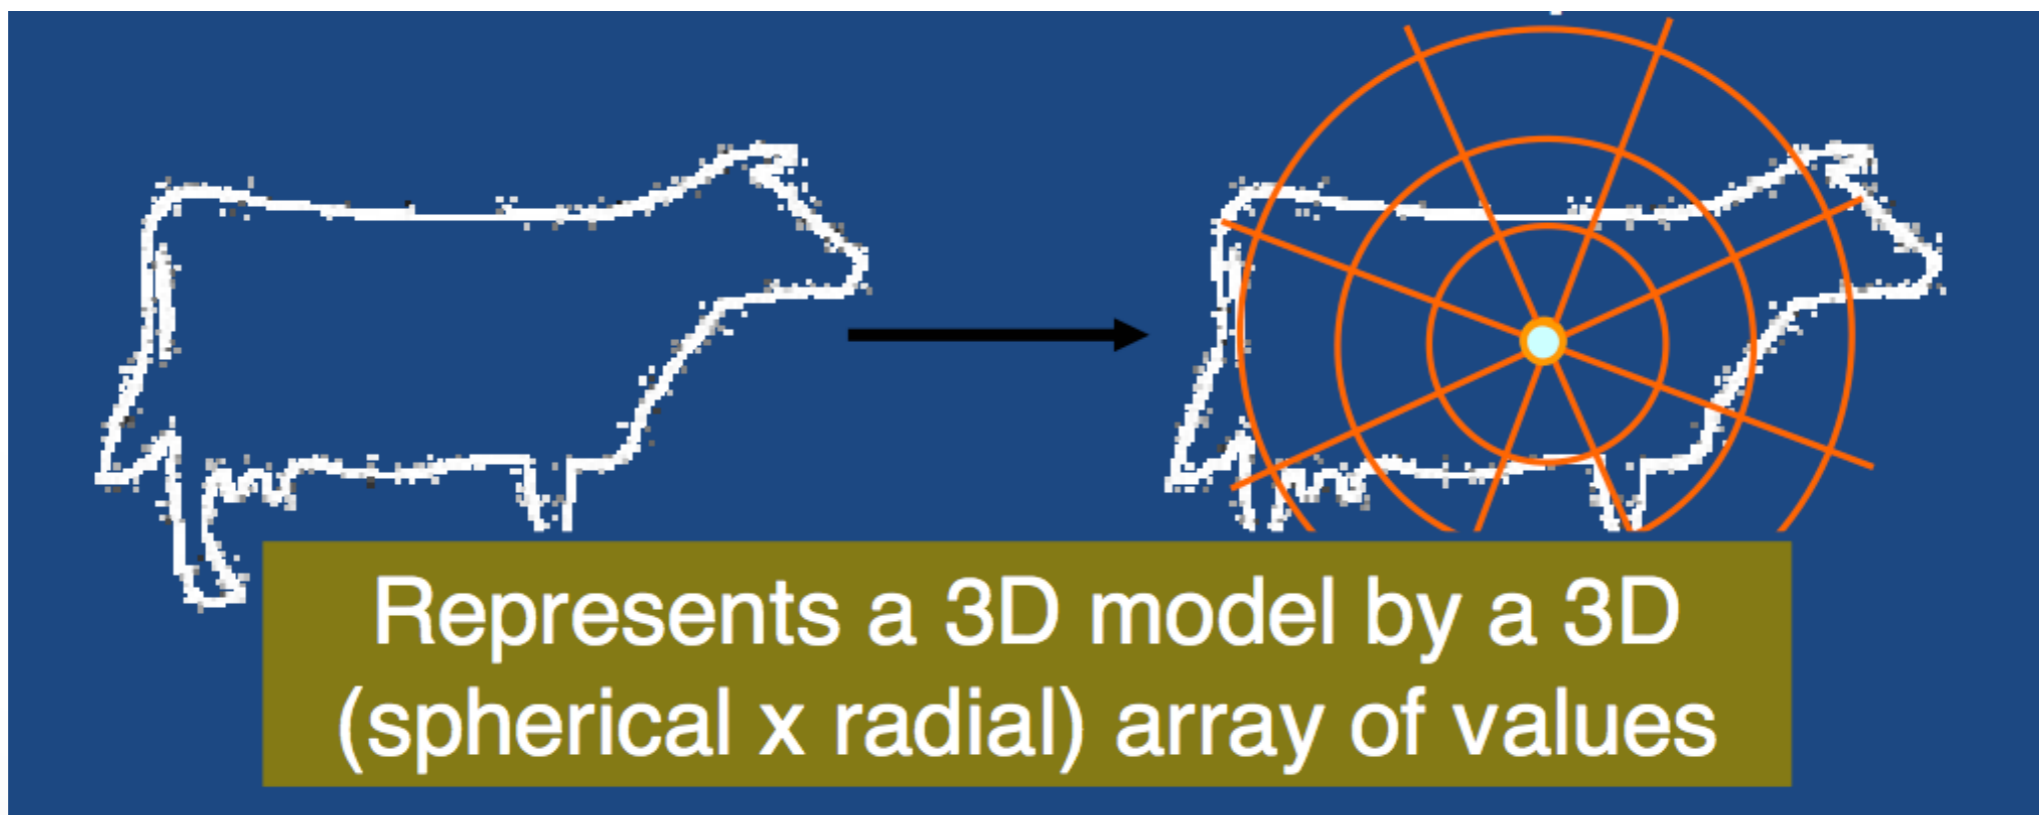 Represents a 3D model by a 3D
(spherical x radial) array of values